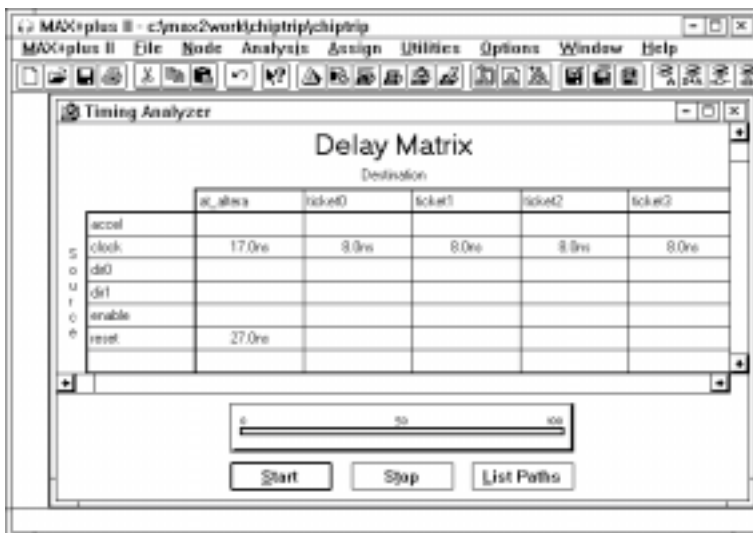 MAX+plus II - c:\max2work\chiptrip\chiptrip
MAX+plus II File Node Analysis Assign Utilities Options Window Help
Timing Analyzer
Delay Matrix
Destination
at_altera ticket0 ticket1 ticket2 ticket3
accel
clock 17.0ns 8.0ns 8.0ns 8.0ns 8.0ns
dir0
dir1
enable
reset 27.0ns
Source
0 50 100
Start Stop List Paths